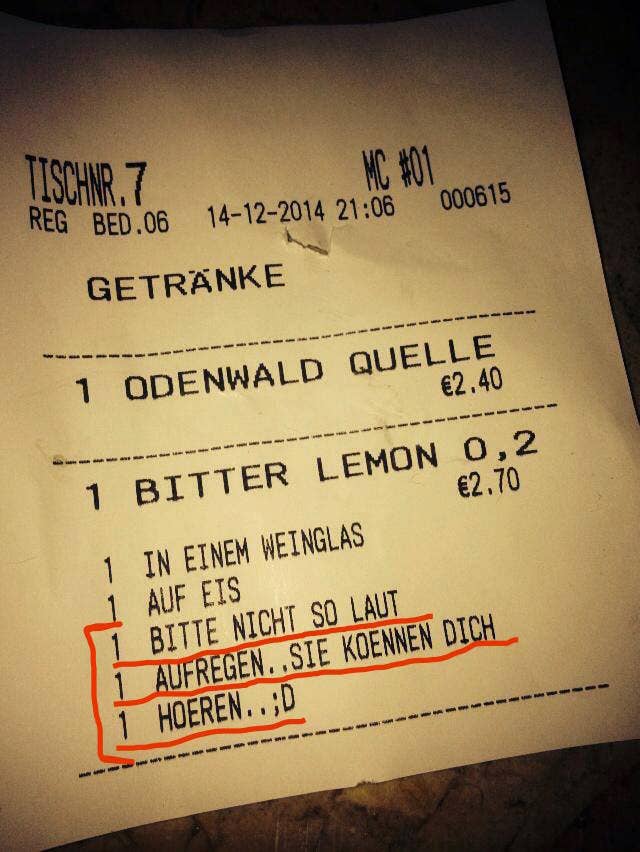 TISCHNR.7 MC #01
REG BED.06 14-12-2014 21:06 000615
GETRÄNKE
1 ODENWALD QUELLE
€2.40
1 BITTER LEMON 0,2
€2.70
1 IN EINEM WEINGLAS
1 AUF EIS
1 BITTE NICHT SO LAUT
1 AUFREGEN..SIE KOENNEN DICH
1 HOEREN..;D